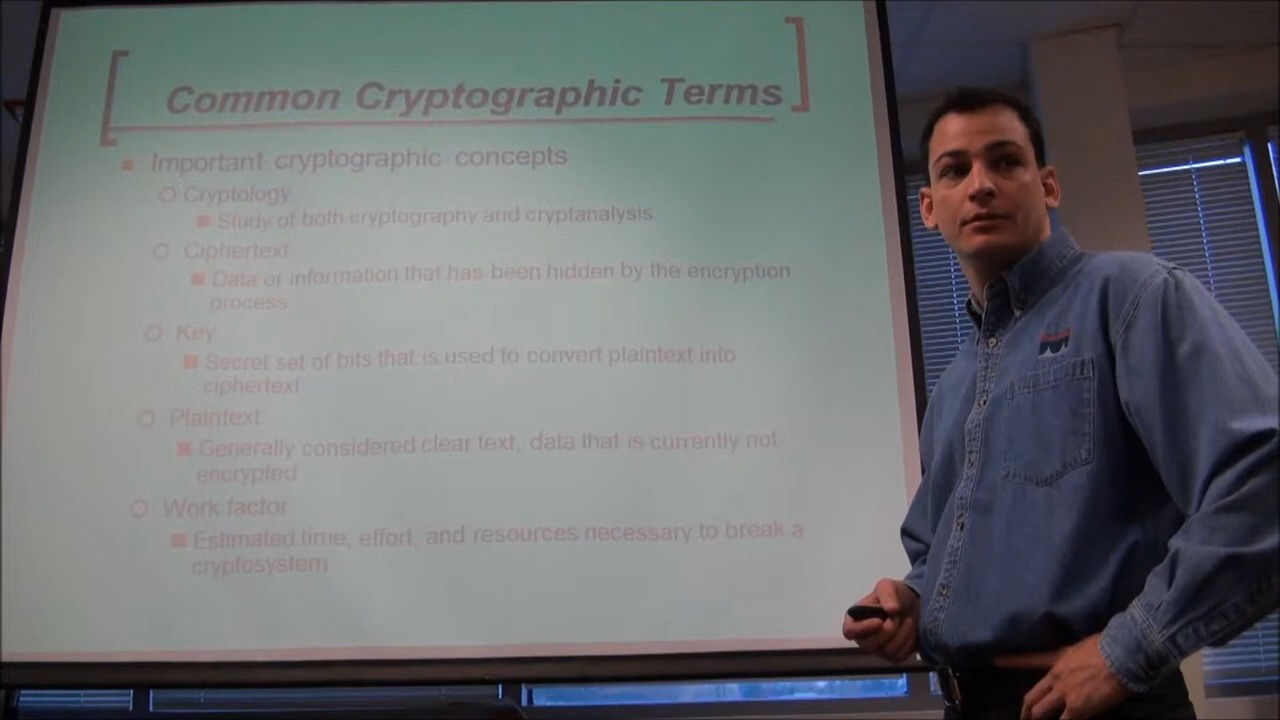 Common Cryptographic Terms
Important cryptographic concepts
Cryptology
Study of both cryptography and cryptanalysis
Ciphertext
Data or information that has been hidden by the encryption
process
Key
Secret set of bits that is used to convert plaintext into
ciphertext
Plaintext
Generally considered clear text, data that is currently not
encrypted
Work factor
Estimated time, effort, and resources necessary to break a
cryptosystem